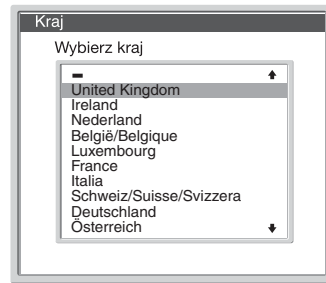 Kraj
Wybierz kraj
–
United Kingdom
Ireland
Nederland
België/Belgique
Luxembourg
France
Italia
Schweiz/Suisse/Svizzera
Deutschland
Österreich